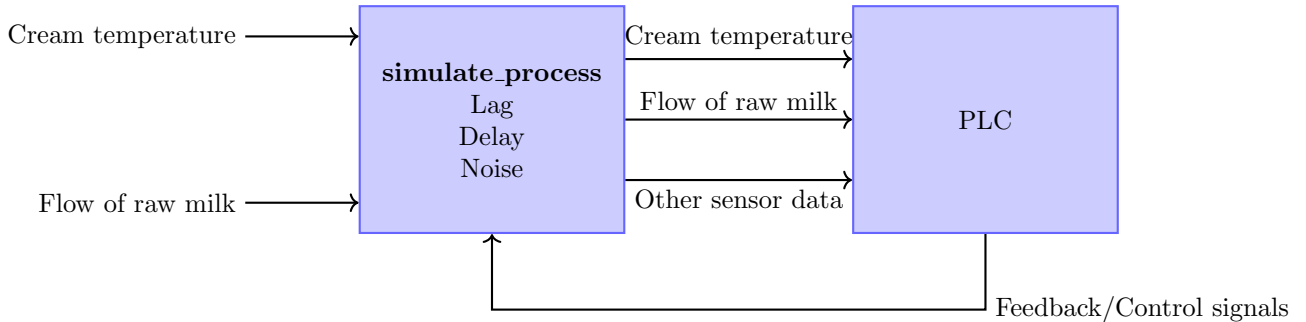 Cream temperature
Flow of raw milk
simulate_process
Lag
Delay
Noise
Cream temperature
Flow of raw milk
Other sensor data
PLC
Feedback/Control signals